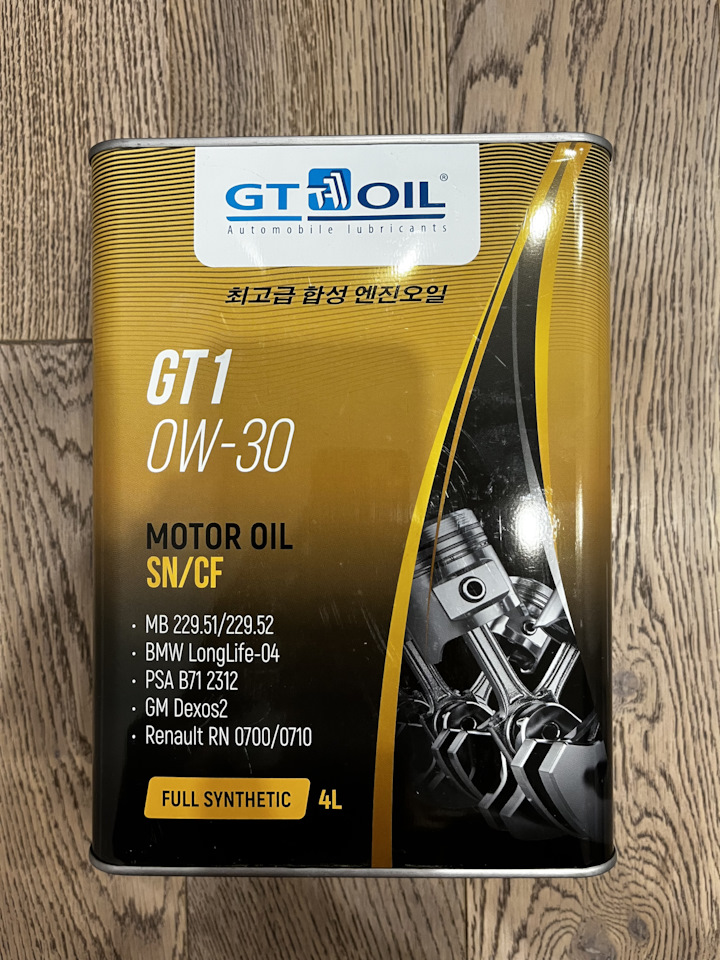 GT OIL®
Automobile lubricants
최고급 합성 엔진오일
GT1
0W-30
MOTOR OIL
SN/CF
· MB 229.51/229.52
· BMW LongLife-04
· PSA B71 2312
· GM Dexos2
· Renault RN 0700/0710
FULL SYNTHETIC 4L